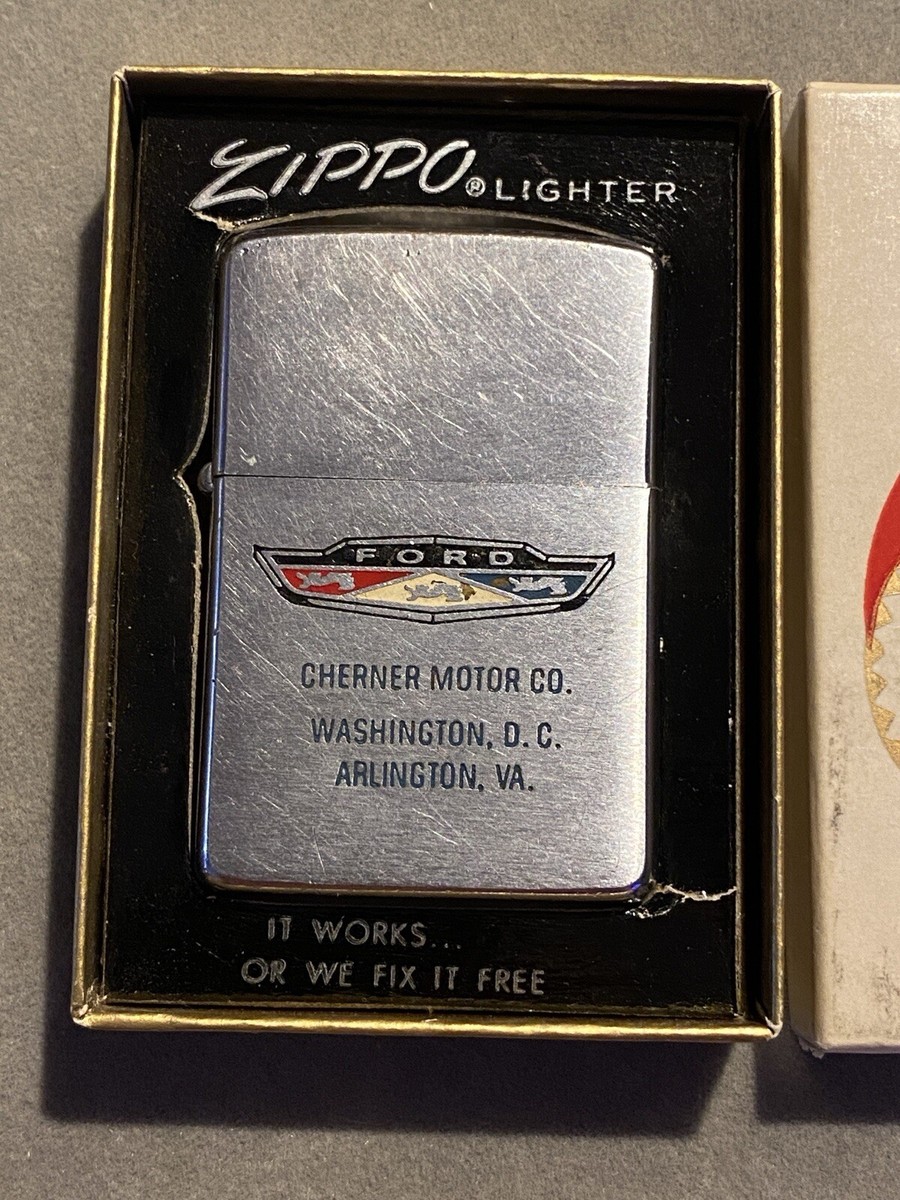 ZIPPO® LIGHTER
FORD
CHERNER MOTOR CO.
WASHINGTON, D. C.
ARLINGTON, VA.
IT WORKS...
OR WE FIX IT FREE